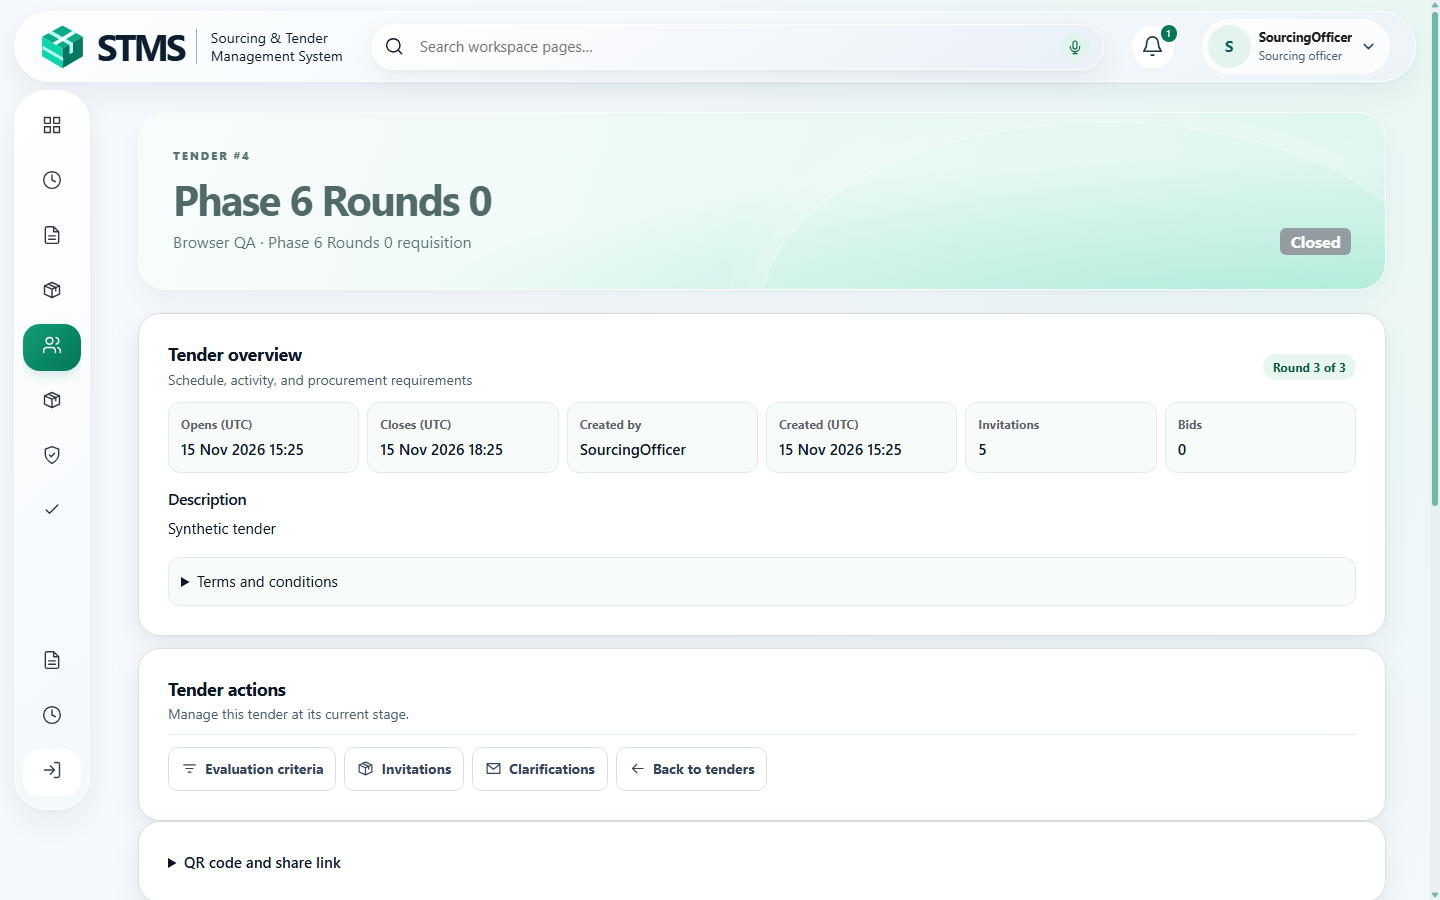 STMS
Sourcing & Tender
Management System
Search workspace pages...
1
S
SourcingOfficer
Sourcing officer
TENDER #4
Phase 6 Rounds 0
Browser QA · Phase 6 Rounds 0 requisition
Closed
Tender overview
Schedule, activity, and procurement requirements
Round 3 of 3
Opens (UTC)
15 Nov 2026 15:25
Closes (UTC)
15 Nov 2026 18:25
Created by
SourcingOfficer
Created (UTC)
15 Nov 2026 15:25
Invitations
5
Bids
0
Description
Synthetic tender
Terms and conditions
Tender actions
Manage this tender at its current stage.
Evaluation criteria
Invitations
Clarifications
Back to tenders
QR code and share link